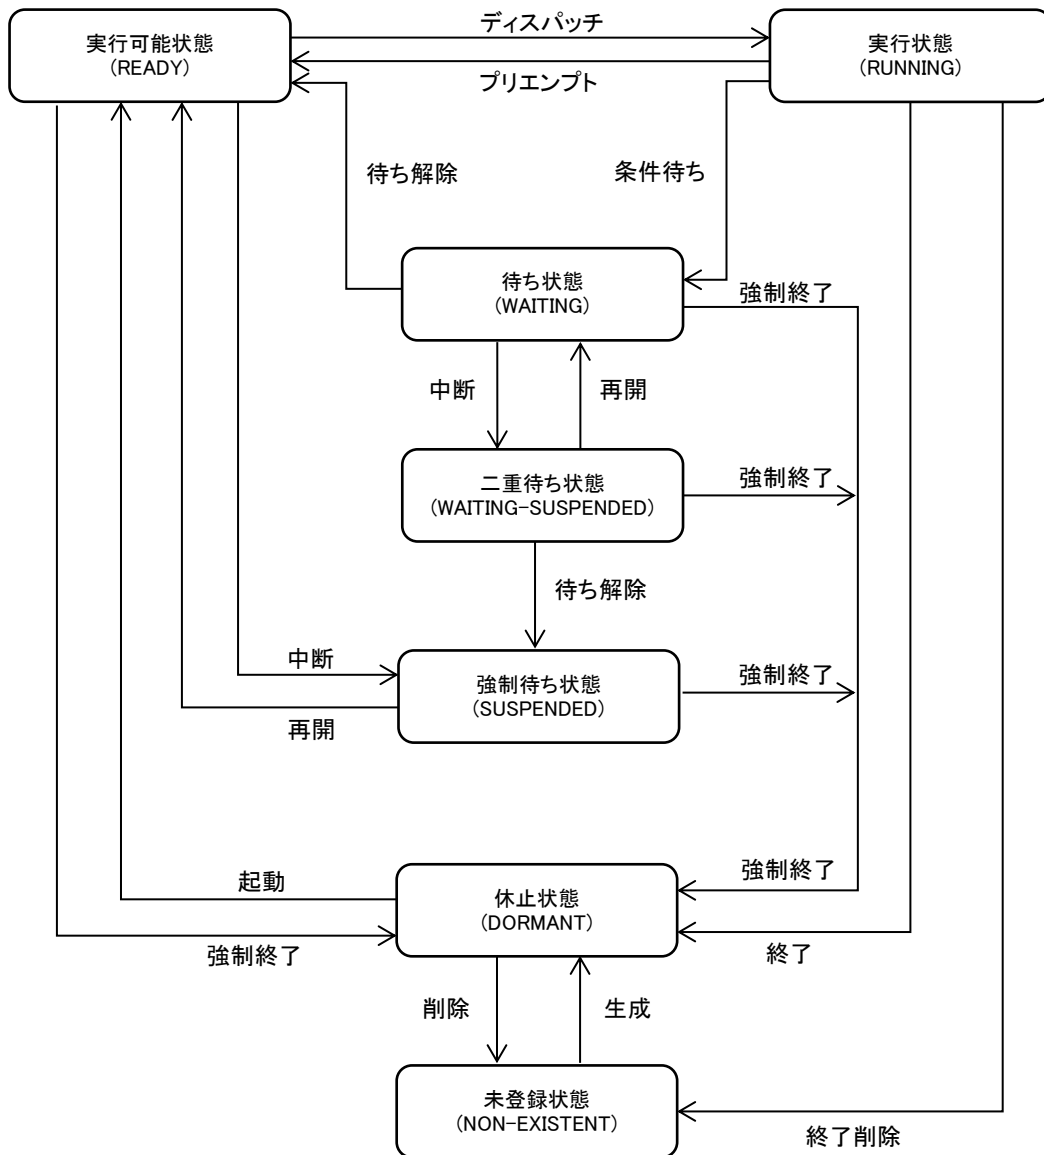 ディスパッチ
実行可能状態
(READY)
実行状態
(RUNNING)
プリエンプト
待ち解除
条件待ち
待ち状態
(WAITING)
強制終了
中断
再開
二重待ち状態
(WAITING-SUSPENDED)
強制終了
待ち解除
中断
強制待ち状態
(SUSPENDED)
強制終了
再開
起動
休止状態
(DORMANT)
強制終了
強制終了
終了
削除
生成
未登録状態
(NON-EXISTENT)
終了削除